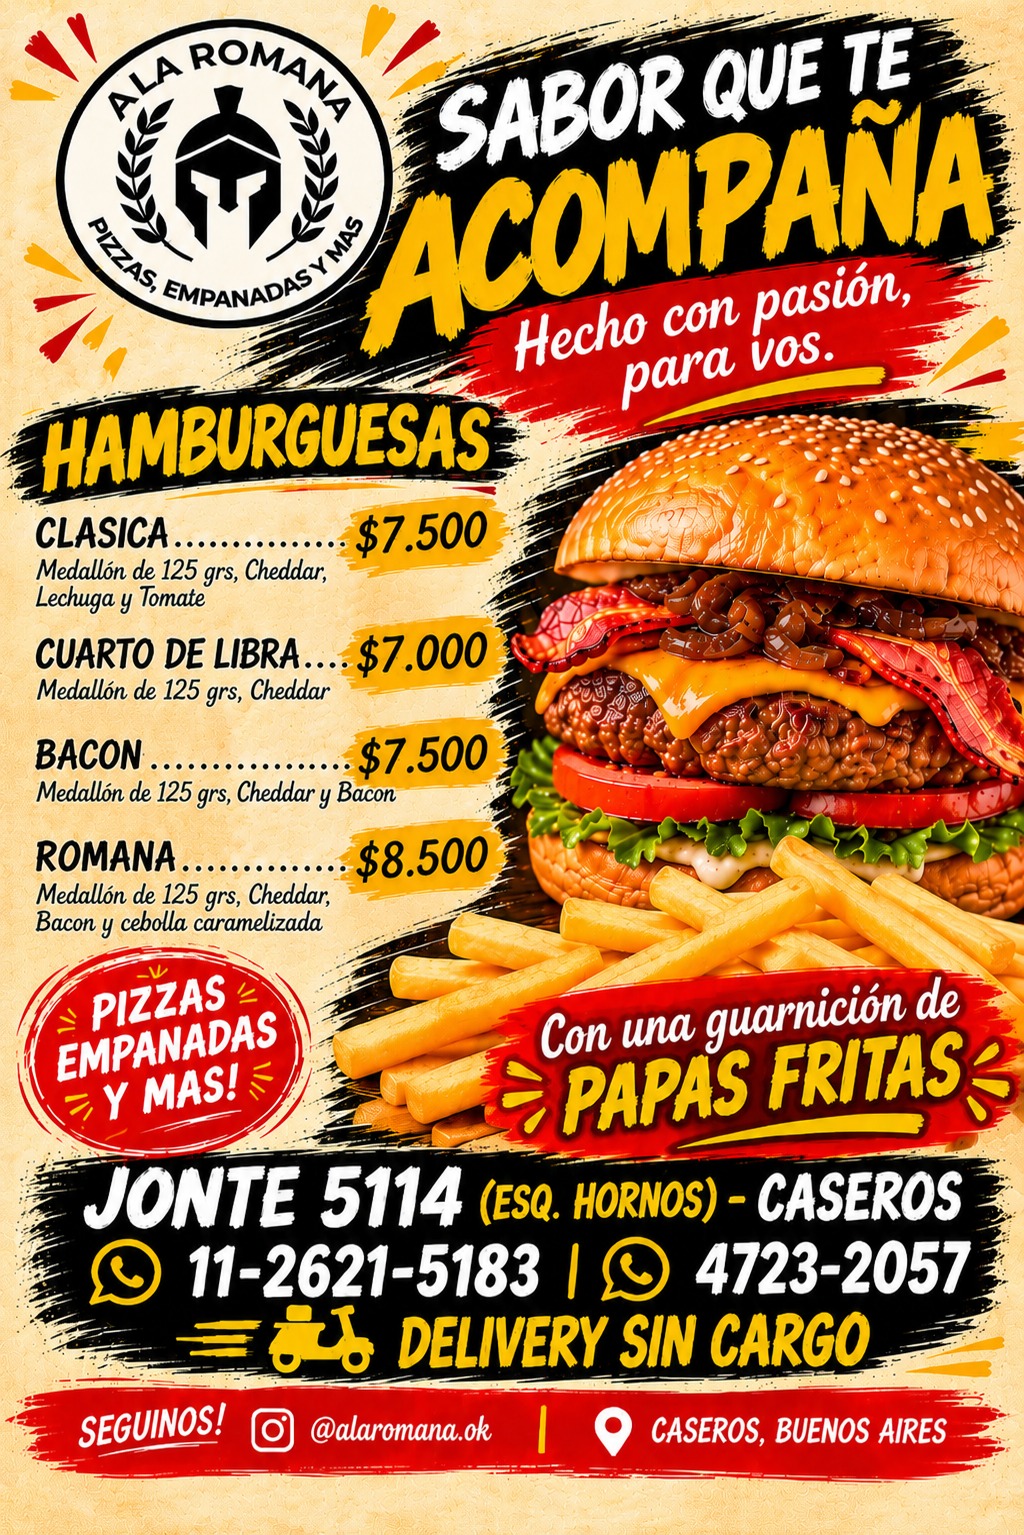 ALA ROMANA
PIZZAS, EMPANADAS Y MAS
SABOR QUE TE
ACOMPAÑA
Hecho con pasión,
para vos.
HAMBURGUESAS
CLASICA................ $7.500
Medallón de 125 grs, Cheddar,
Lechuga y Tomate
CUARTO DE LIBRA.... $7.000
Medallón de 125 grs, Cheddar
BACON .................. $7.500
Medallón de 125 grs, Cheddar y Bacon
ROMANA............... $8.500
Medallón de 125 grs, Cheddar,
Bacon y cebolla caramelizada
PIZZAS
EMPANADAS
Y MAS!
Con una guarnición de
PAPAS FRITAS
JONTE 5114 (ESQ. HORNOS) - CASEROS
11-2621-5183 | 4723-2057
DELIVERY SIN CARGO
SEGUINOS! @alaromana.ok | CASEROS, BUENOS AIRES